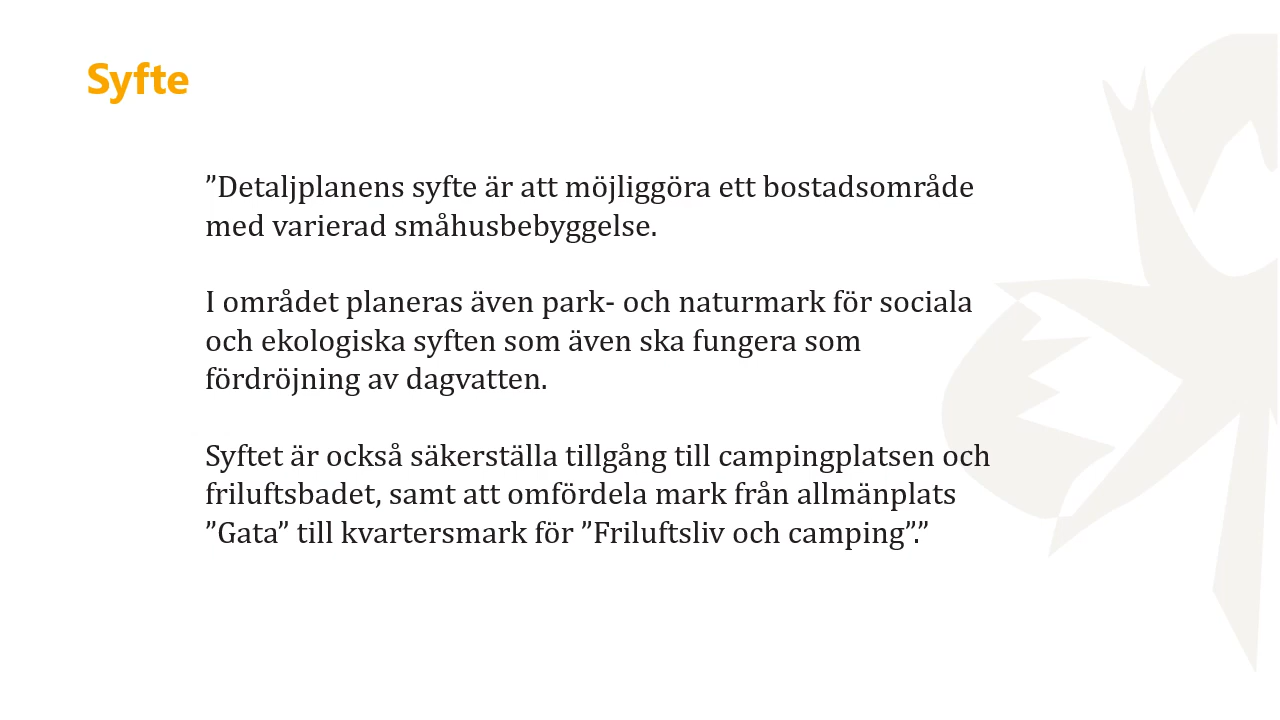 Syfte
”Detaljplanens syfte är att möjliggöra ett bostadsområde
med varierad småhusbebyggelse.
I området planeras även park- och naturmark för sociala
och ekologiska syften som även ska fungera som
fördröjning av dagvatten.
Syftet är också säkerställa tillgång till campingplatsen och
friluftsbadet, samt att omfördela mark från allmänplats
”Gata” till kvartersmark för ”Friluftsliv och camping”.”